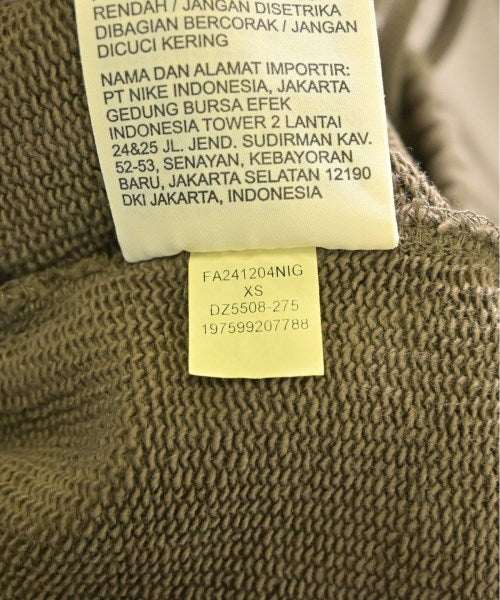 RENDAH / JANGAN DISETRIKA
DIBAGIAN BERCORAK / JANGAN
DICUCI KERING
NAMA DAN ALAMAT IMPORTIR:
PT NIKE INDONESIA, JAKARTA
GEDUNG BURSA EFEK
INDONESIA TOWER 2 LANTAI
24&25 JL. JEND. SUDIRMAN KAV.
52-53, SENAYAN, KEBAYORAN
BARU, JAKARTA SELATAN 12190
DKI JAKARTA, INDONESIA
FA241204NIG
XS
DZ5508-275
197599207788